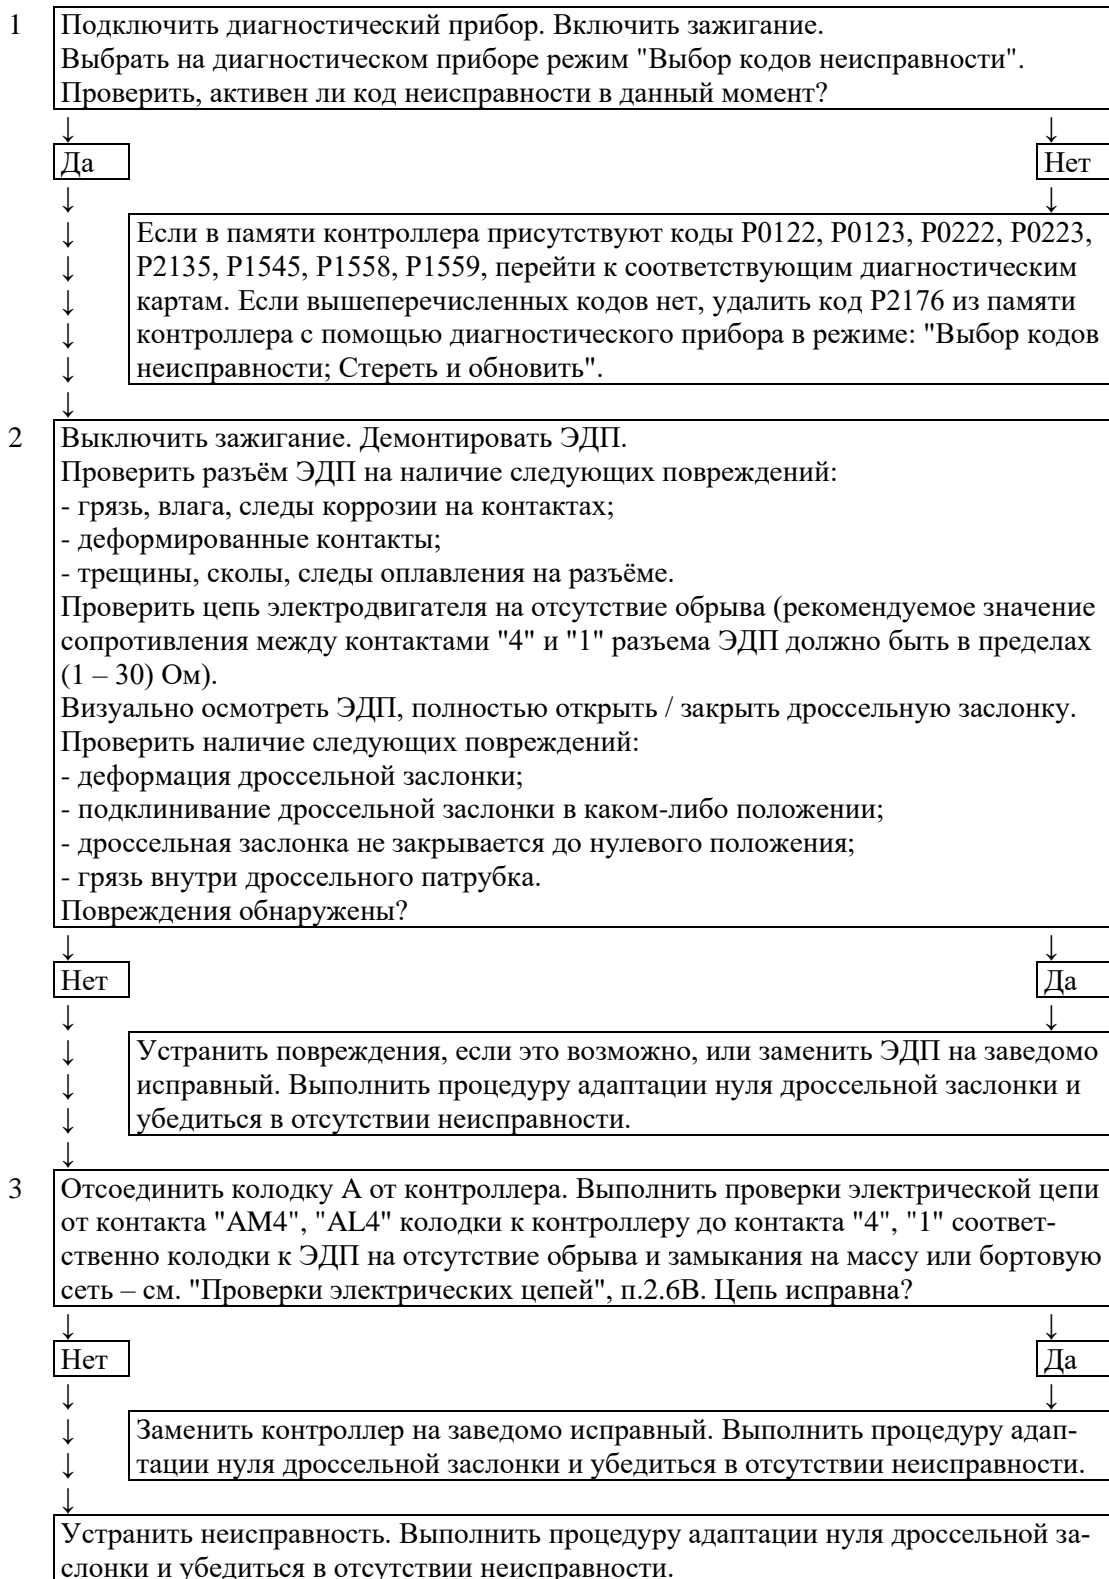 1 Подключить диагностический прибор. Включить зажигание.
Выбрать на диагностическом приборе режим "Выбор кодов неисправности".
Проверить, активен ли код неисправности в данный момент?
↓ ↓
Да Нет
↓ ↓
↓ Если в памяти контроллера присутствуют коды P0122, P0123, P0222, P0223,
↓ P2135, P1545, P1558, P1559, перейти к соответствующим диагностическим
↓ картам. Если вышеперечисленных кодов нет, удалить код P2176 из памяти
↓ контроллера с помощью диагностического прибора в режиме: "Выбор кодов
↓ неисправности; Стереть и обновить".
↓
2 Выключить зажигание. Демонтировать ЭДП.
Проверить разъём ЭДП на наличие следующих повреждений:
- грязь, влага, следы коррозии на контактах;
- деформированные контакты;
- трещины, сколы, следы оплавления на разъёме.
Проверить цепь электродвигателя на отсутствие обрыва (рекомендуемое значение
сопротивления между контактами "4" и "1" разъема ЭДП должно быть в пределах
(1 – 30) Ом).
Визуально осмотреть ЭДП, полностью открыть / закрыть дроссельную заслонку.
Проверить наличие следующих повреждений:
- деформация дроссельной заслонки;
- подклинивание дроссельной заслонки в каком-либо положении;
- дроссельная заслонка не закрывается до нулевого положения;
- грязь внутри дроссельного патрубка.
Повреждения обнаружены?
↓ ↓
Нет Да
↓ ↓
↓ Устранить повреждения, если это возможно, или заменить ЭДП на заведомо
↓ исправный. Выполнить процедуру адаптации нуля дроссельной заслонки и
↓ убедиться в отсутствии неисправности.
↓
3 Отсоединить колодку А от контроллера. Выполнить проверки электрической цепи
от контакта "AM4", "AL4" колодки к контроллеру до контакта "4", "1" соответ-
ственно колодки к ЭДП на отсутствие обрыва и замыкания на массу или бортовую
сеть – см. "Проверки электрических цепей", п.2.6В. Цепь исправна?
↓ ↓
Нет Да
↓ ↓
↓ Заменить контроллер на заведомо исправный. Выполнить процедуру адап-
↓ тации нуля дроссельной заслонки и убедиться в отсутствии неисправности.
↓
Устранить неисправность. Выполнить процедуру адаптации нуля дроссельной за-
слонки и убедиться в отсутствии неисправности.